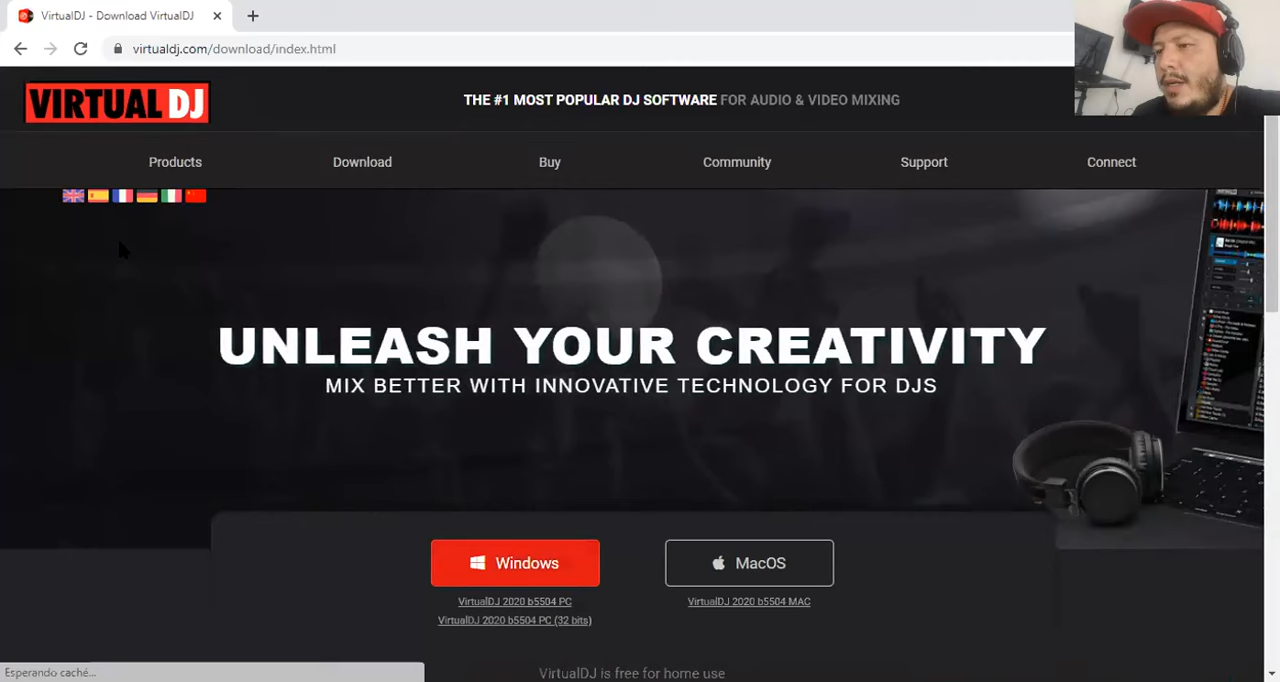 VirtualDJ - Download VirtualDJ
virtualdj.com/download/index.html
VIRTUAL DJ
THE #1 MOST POPULAR DJ SOFTWARE FOR AUDIO & VIDEO MIXING
Products Download Buy Community Support Connect
UNLEASH YOUR CREATIVITY
MIX BETTER WITH INNOVATIVE TECHNOLOGY FOR DJS
Windows MacOS
VirtualDJ 2020 b5504 PC VirtualDJ 2020 b5504 MAC
VirtualDJ 2020 b5504 PC (32 bits)
Esperando caché... VirtualDJ is free for home use